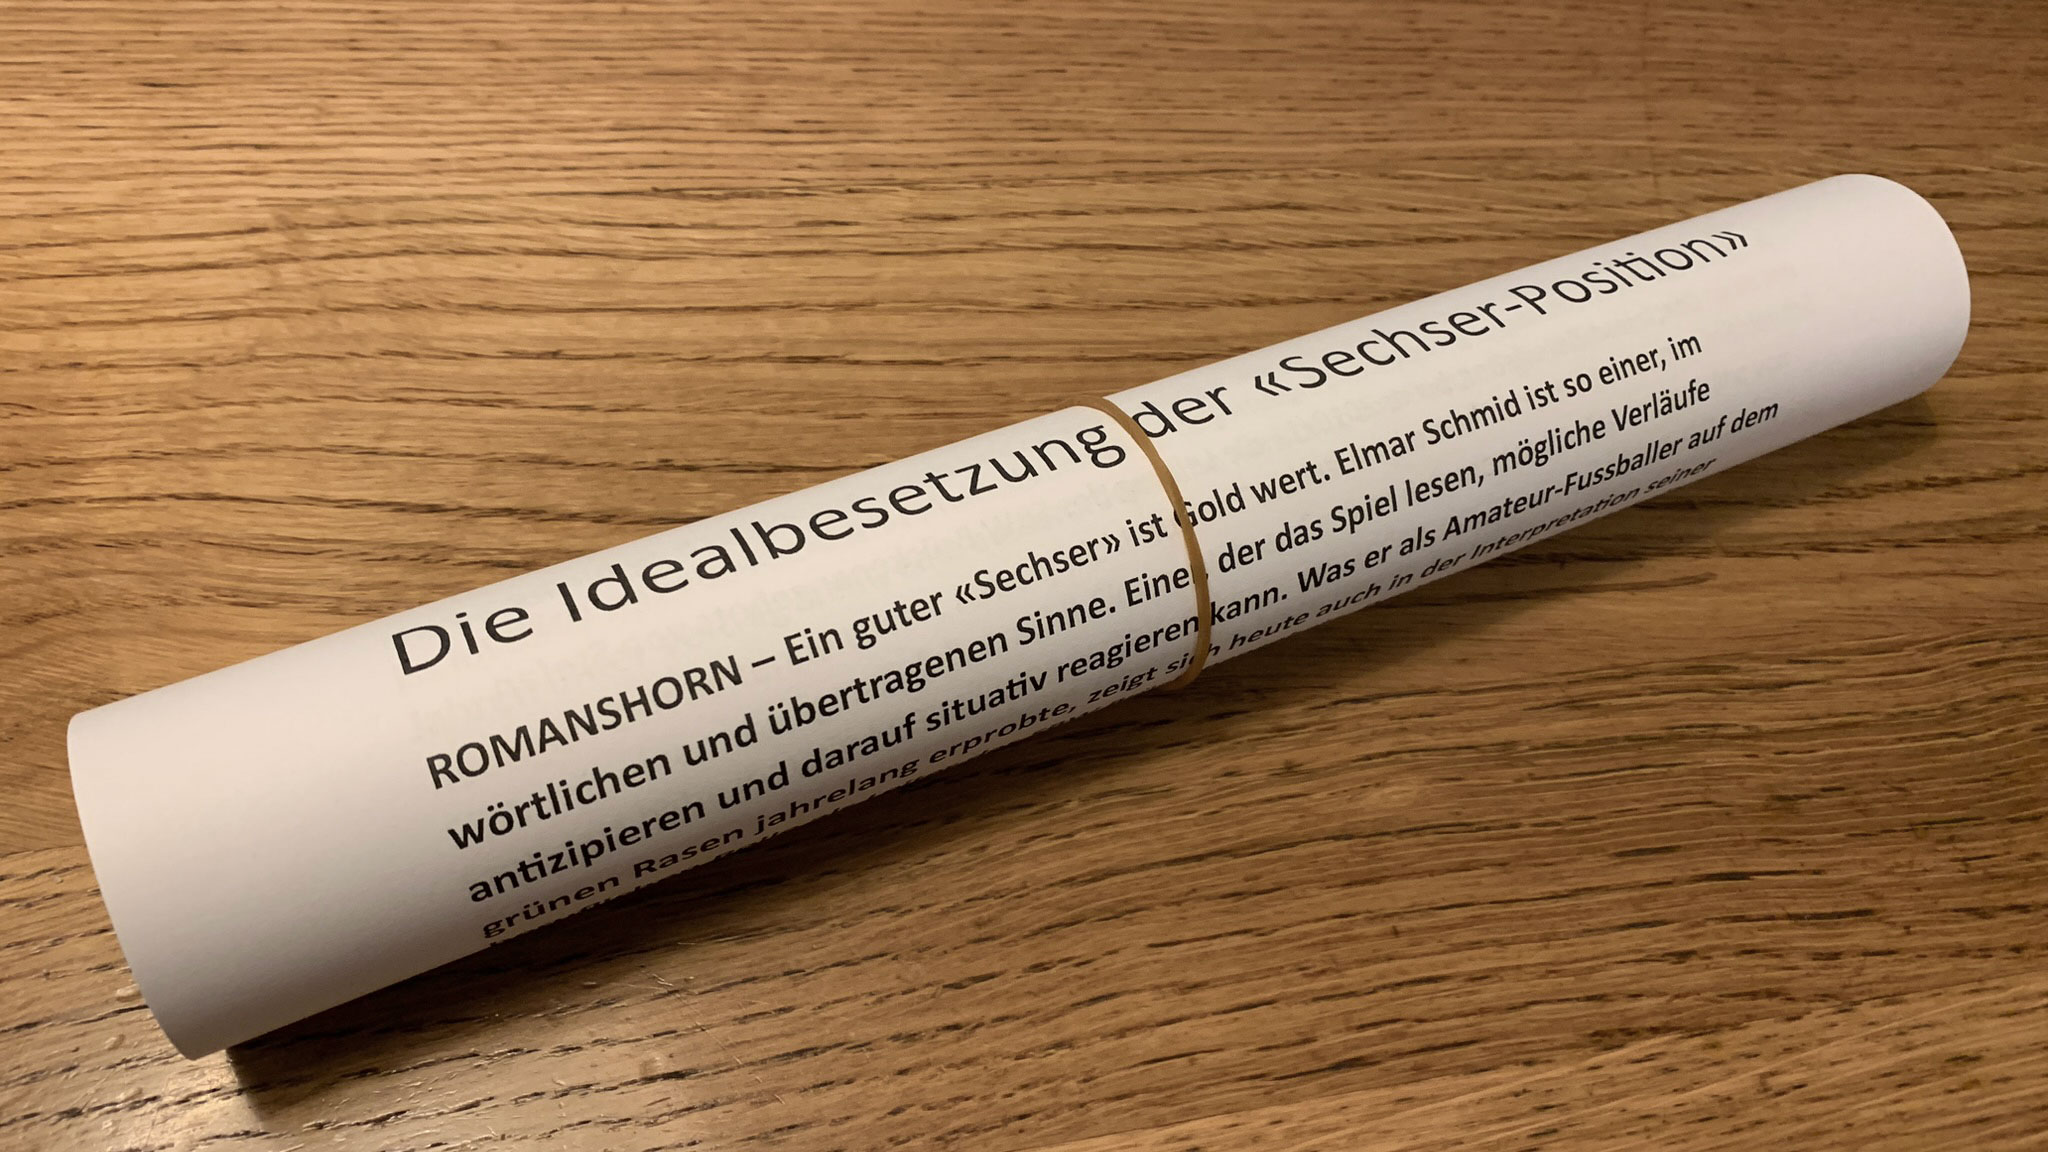 Die Idealbesetzung der «Sechser-Position»
ROMANSHORN – Ein guter «Sechser» ist Gold wert. Elmar Schmid ist so einer, im
wörtlichen und übertragenen Sinne. Einer, der das Spiel lesen, mögliche Verläufe
antizipieren und darauf situativ reagieren kann. Was er als Amateur-Fussballer auf dem
grünen Rasen jahrelang erprobte, zeigt sich heute auch in der Interpretation seiner